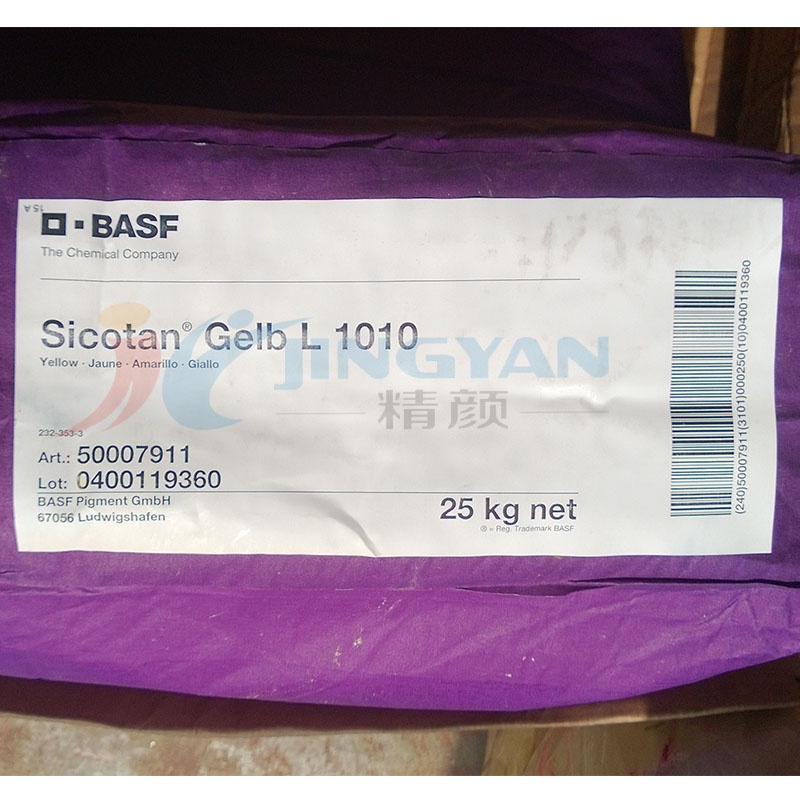 15 A
BASF
The Chemical Company
Sicotan® Gelb L 1010
Yellow · Jaune · Amarillo · Giallo
JINGYAN
精颜
232-353-3
Art.: 50007911
Lot: 0400119360
BASF Pigment GmbH
67056 Ludwigshafen
25 kg net
® = Reg. Trademark BASF
(240)50007911(3101)000250(10)0400119360